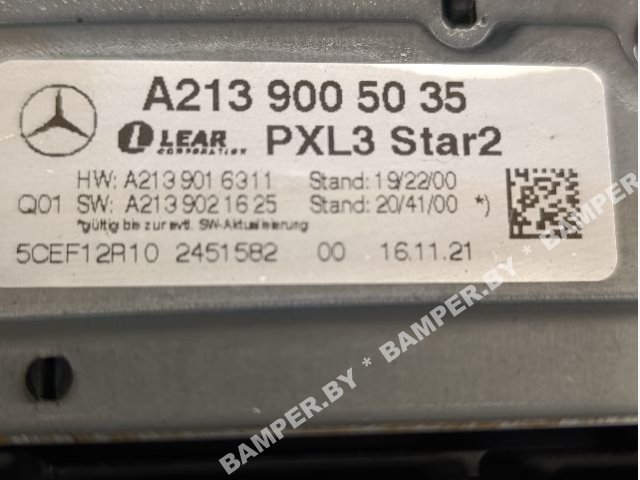 A213 900 50 35
LEAR CORPORATION PXL3 Star2
HW: A213 901 6311 Stand: 19/22/00
Q01 SW: A213 902 1625 Stand: 20/41/00 *)
*)gültig bis zur evtl. SW-Aktualisierung
5CEF12R10 2451582 00 16.11.21
BAMPER.BY * BAMPER.BY * BAMPER.BY